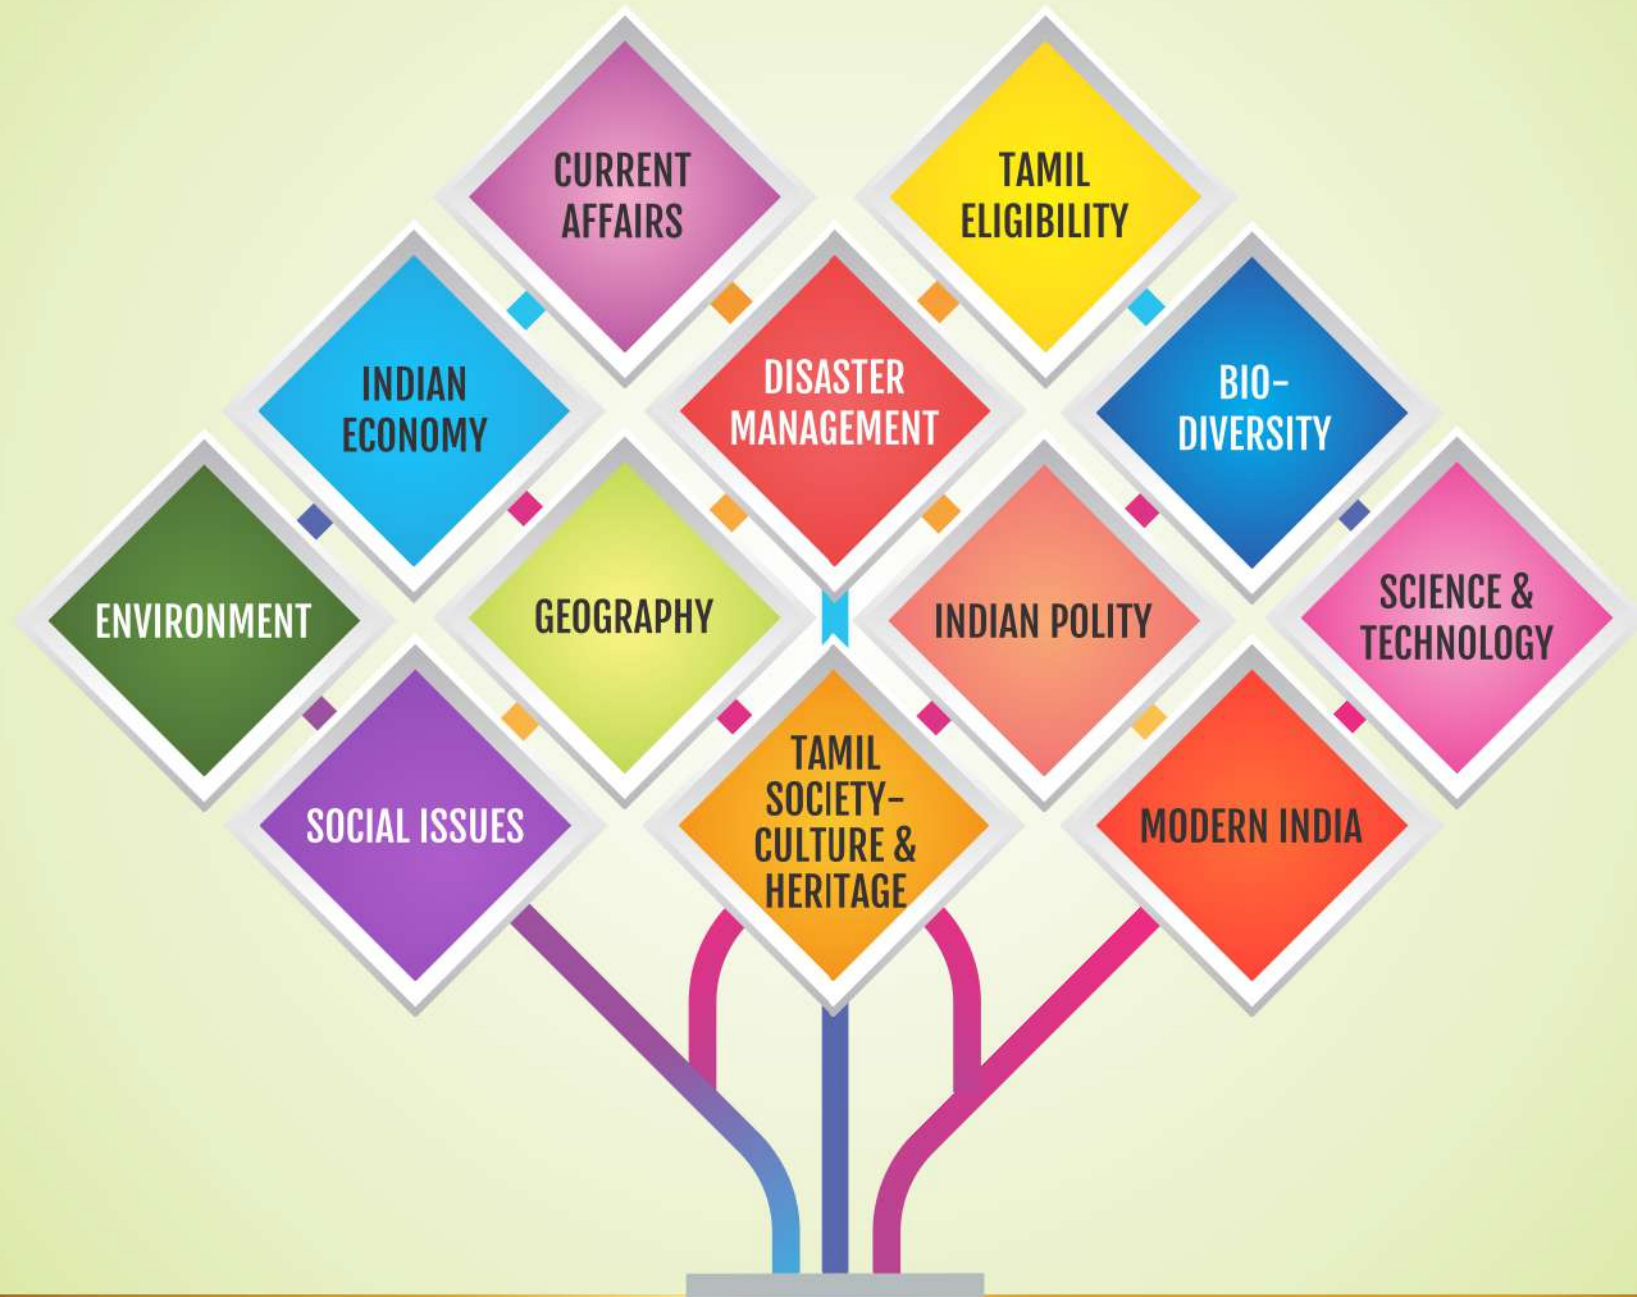 CURRENT
AFFAIRS
TAMIL
ELIGIBILITY
INDIAN
ECONOMY
DISASTER
MANAGEMENT
BIO-
DIVERSITY
ENVIRONMENT
GEOGRAPHY
INDIAN POLITY
SCIENCE &
TECHNOLOGY
SOCIAL ISSUES
TAMIL
SOCIETY-
CULTURE &
HERITAGE
MODERN INDIA